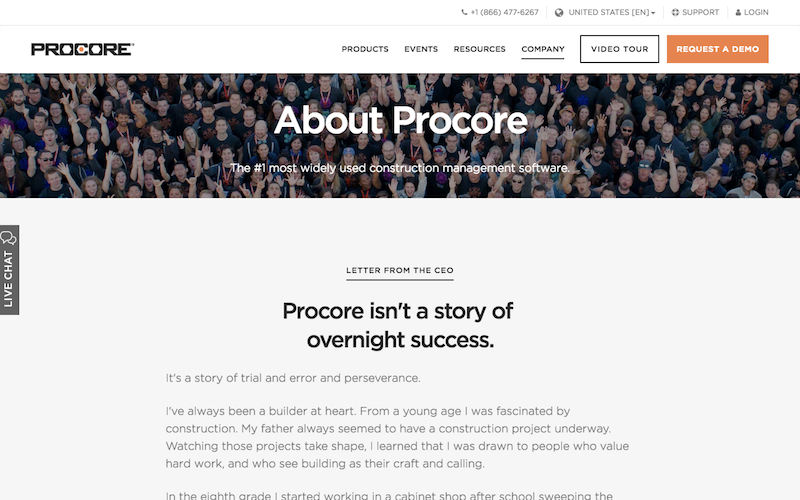 +1 (866) 477-6267 UNITED STATES [EN] SUPPORT LOGIN
PROCORE PRODUCTS EVENTS RESOURCES COMPANY VIDEO TOUR REQUEST A DEMO
About Procore
The #1 most widely used construction management software.
LIVE CHAT
LETTER FROM THE CEO
Procore isn't a story of
overnight success.
It's a story of trial and error and perseverance.
I've always been a builder at heart. From a young age I was fascinated by
construction. My father always seemed to have a construction project underway.
Watching those projects take shape, I learned that I was drawn to people who value
hard work, and who see building as their craft and calling.
In the eighth grade I started working in a cabinet shop after school sweeping the